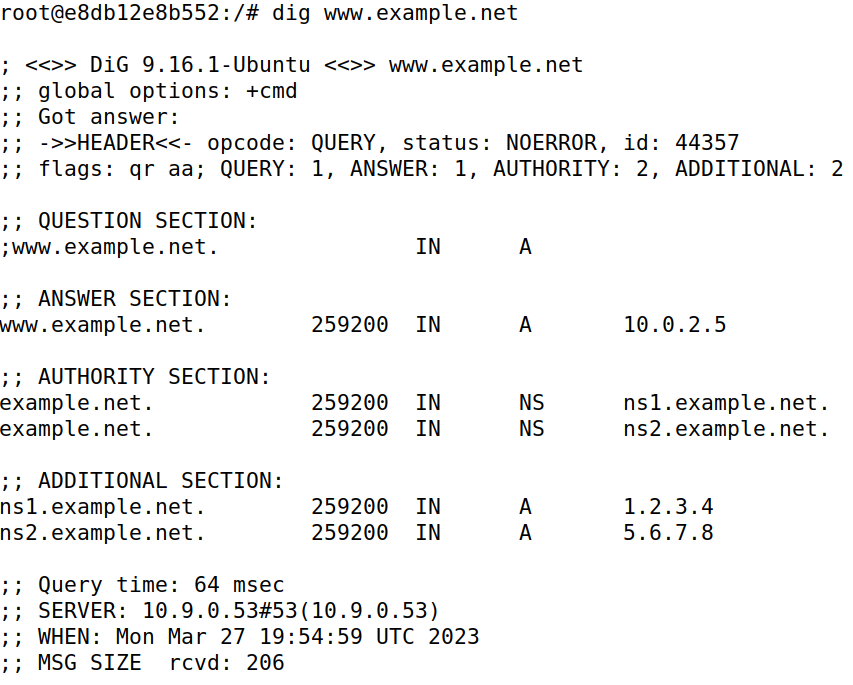 root@e8db12e8b552:/# dig www.example.net
; <<>> DiG 9.16.1-Ubuntu <<>> www.example.net
;; global options: +cmd
;; Got answer:
;; ->>HEADER<<- opcode: QUERY, status: NOERROR, id: 44357
;; flags: qr aa; QUERY: 1, ANSWER: 1, AUTHORITY: 2, ADDITIONAL: 2
;; QUESTION SECTION:
;www.example.net.               IN      A
;; ANSWER SECTION:
www.example.net.        259200  IN      A       10.0.2.5
;; AUTHORITY SECTION:
example.net.            259200  IN      NS      ns1.example.net.
example.net.            259200  IN      NS      ns2.example.net.
;; ADDITIONAL SECTION:
ns1.example.net.        259200  IN      A       1.2.3.4
ns2.example.net.        259200  IN      A       5.6.7.8
;; Query time: 64 msec
;; SERVER: 10.9.0.53#53(10.9.0.53)
;; WHEN: Mon Mar 27 19:54:59 UTC 2023
;; MSG SIZE  rcvd: 206